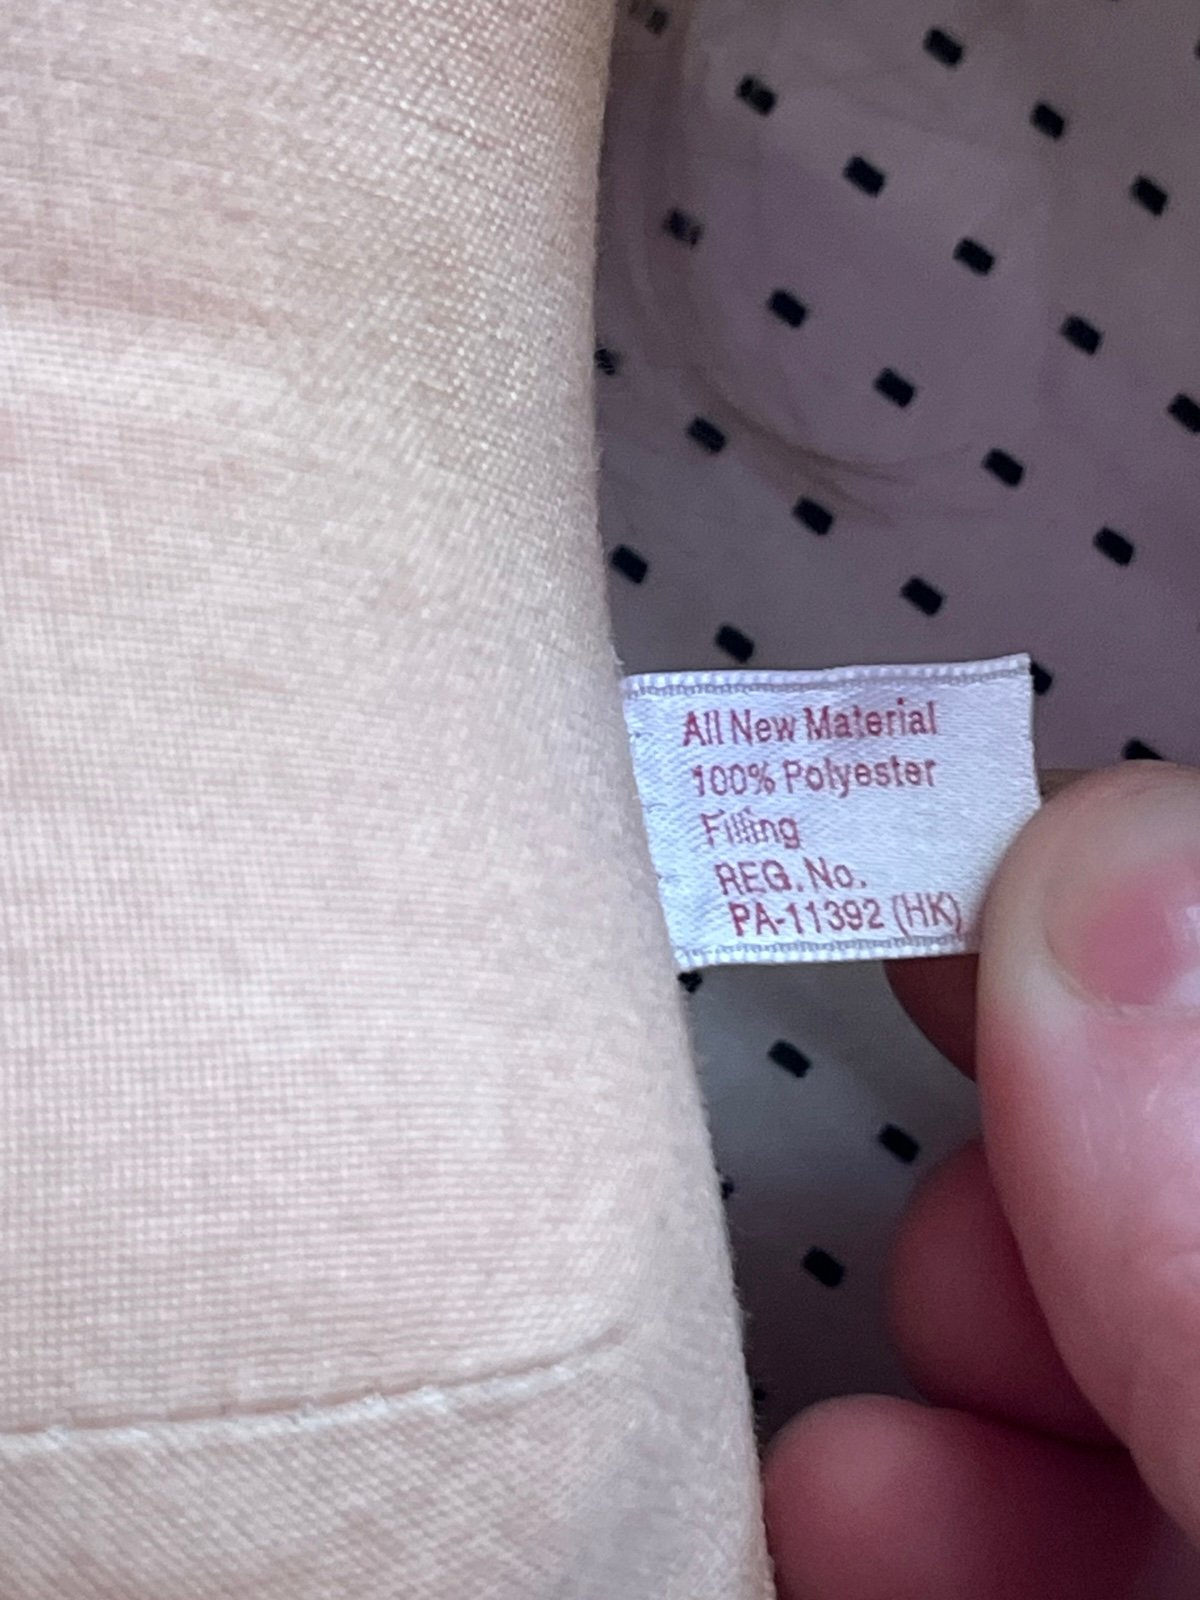 All New Material
100% Polyester
Filling
REG. No.
PA-11392 (HK)